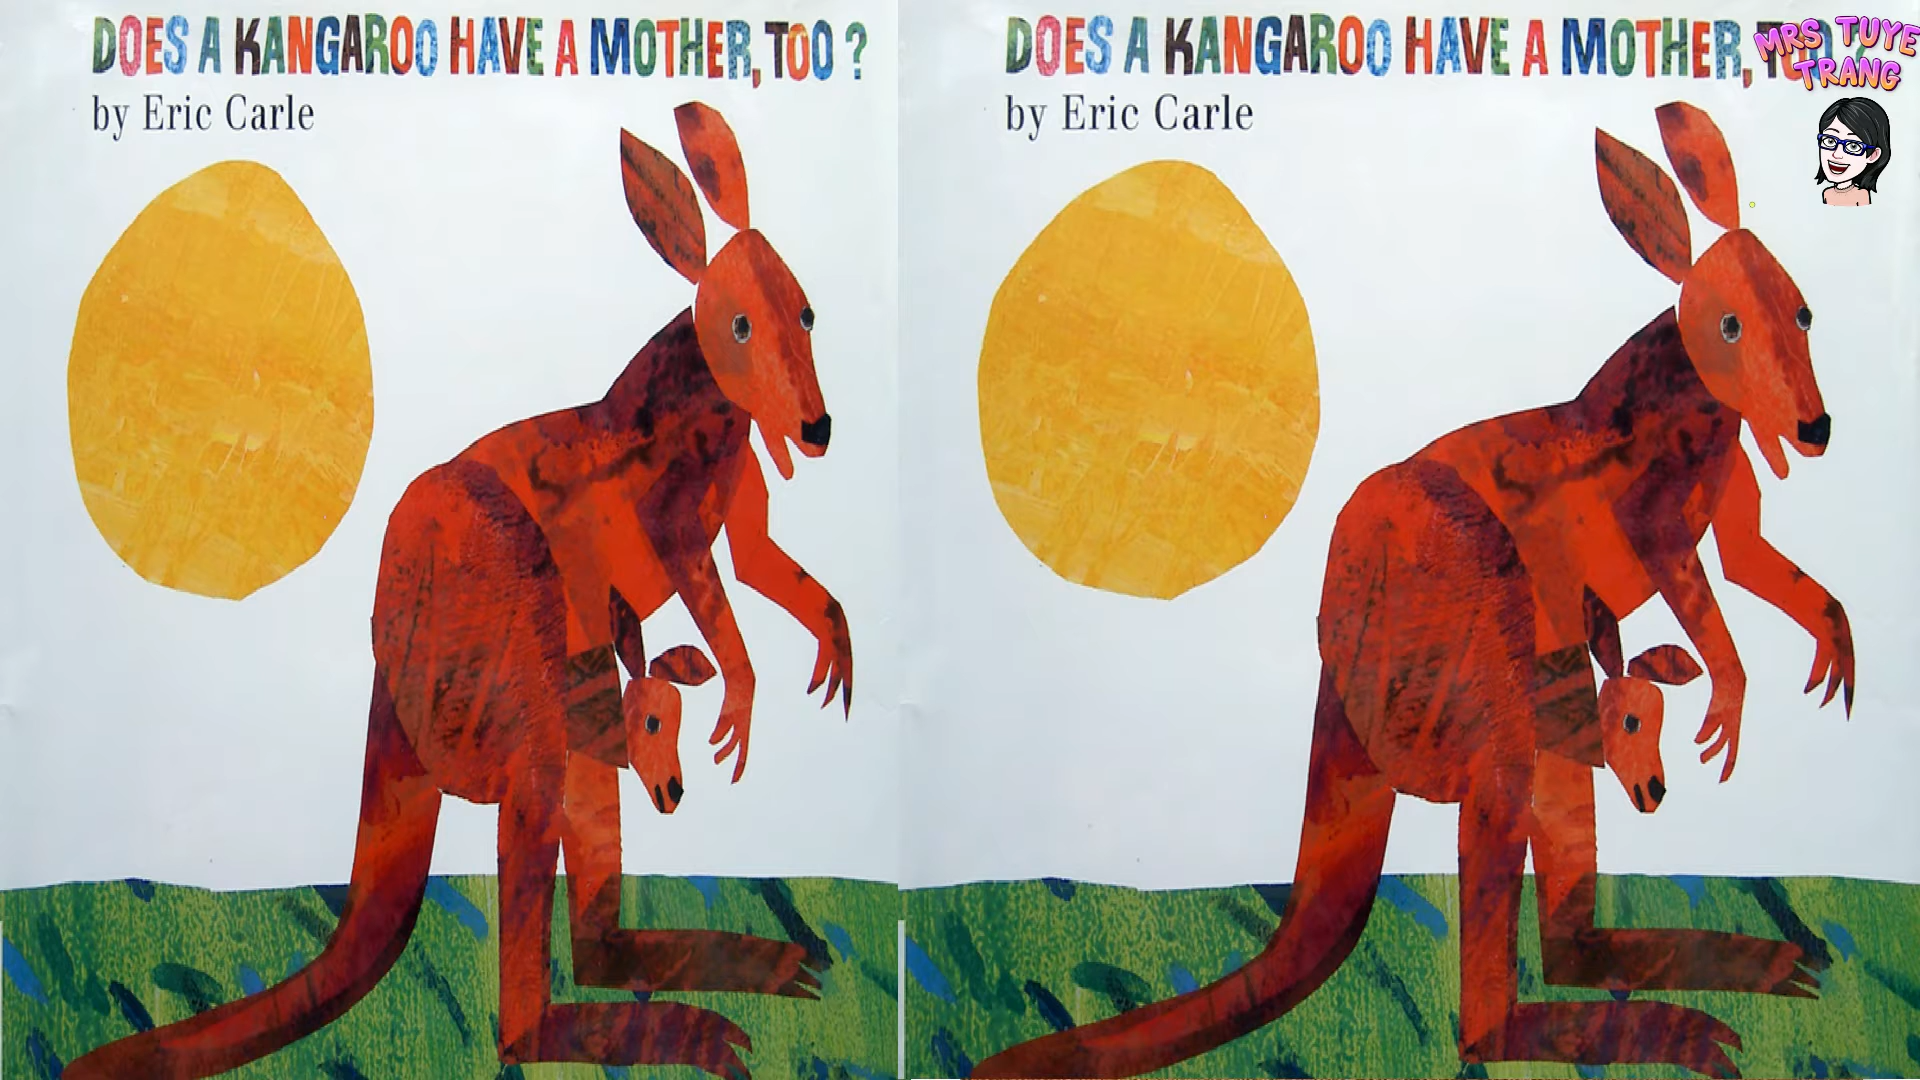 DOES A KANGAROO HAVE A MOTHER, TOO?
by Eric Carle
DOES A KANGAROO HAVE A MOTHER,
by Eric Carle
MRS TUYE
TRANG